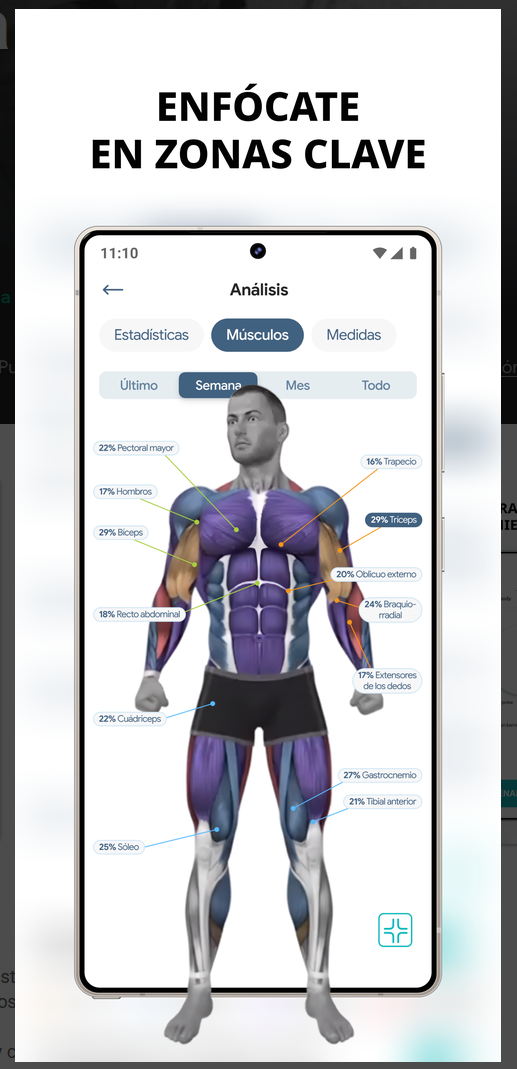 ENFÓCATE
EN ZONAS CLAVE
11:10
Análisis
Estadísticas
Músculos
Medidas
Último
Semana
Mes
Todo
22% Pectoral mayor
16% Trapecio
17% Hombros
29% Tríceps
29% Bíceps
20% Oblicuo externo
24% Braquio-
rradial
18% Recto abdominal
17% Extensores
de los dedos
22% Cuádriceps
27% Gastrocnemio
21% Tibial anterior
25% Sóleo